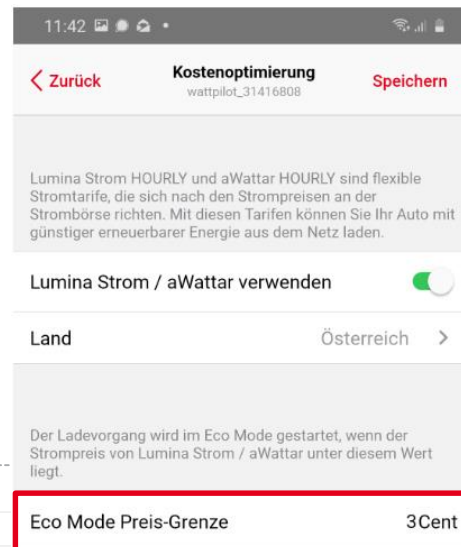 11:42
Zurück Kostenoptimierung Speichern
wattpilot_31416808
Lumina Strom HOURLY und aWattar HOURLY sind flexible
Stromtarife, die sich nach den Strompreisen an der
Strombörse richten. Mit diesen Tarifen können Sie Ihr Auto mit
günstiger erneuerbarer Energie aus dem Netz laden.
Lumina Strom / aWattar verwenden
Land Österreich
Der Ladevorgang wird im Eco Mode gestartet, wenn der
Strompreis von Lumina Strom / aWattar unter diesem Wert
liegt.
Eco Mode Preis-Grenze 3Cent